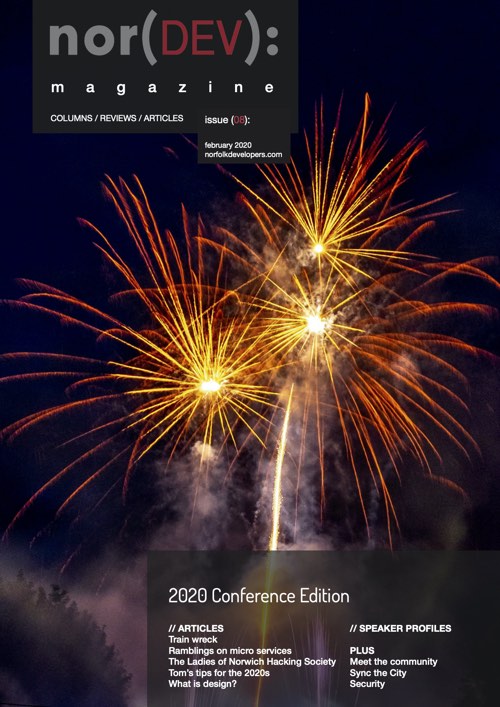 nor(DEV):
magazine
COLUMNS / REVIEWS / ARTICLES
issue (08):
february 2020
norfolkdevelopers.com
2020 Conference Edition
// ARTICLES
Train wreck
Ramblings on micro services
The Ladies of Norwich Hacking Society
Tom's tips for the 2020s
What is design?
// SPEAKER PROFILES
PLUS
Meet the community
Sync the City
Security